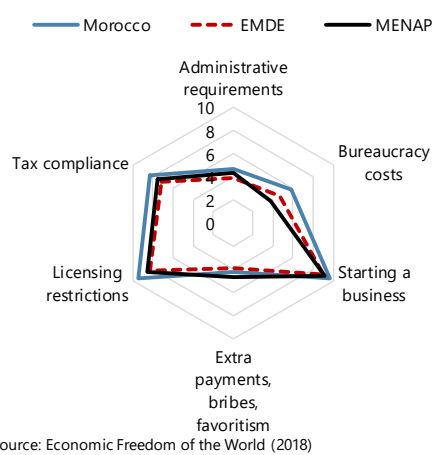 Morocco EMDE MENAP
Administrative
requirements
10
8
6
4
2
0
Bureaucracy
costs
Starting a
business
Extra
payments,
bribes,
favoritism
Licensing
restrictions
Tax compliance
ource: Economic Freedom of the World (2018)